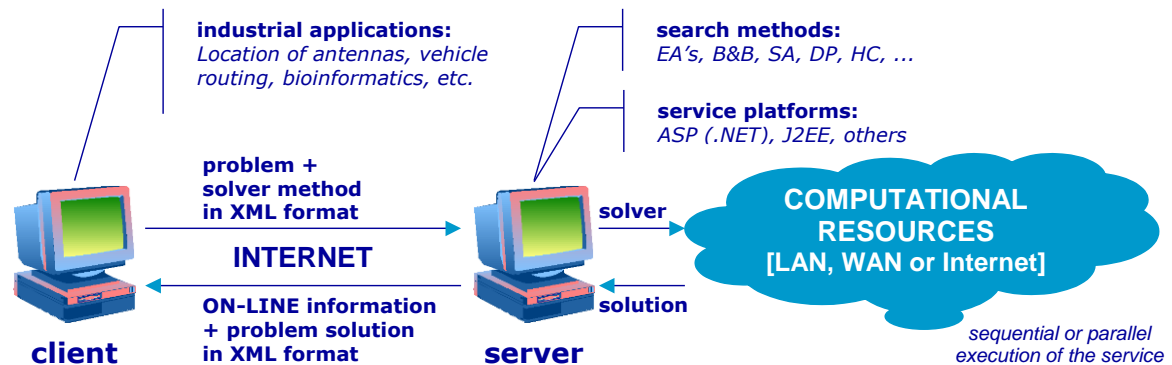 industrial applications:
Location of antennas, vehicle
routing, bioinformatics, etc.
search methods:
EA's, B&B, SA, DP, HC, ...
service platforms:
ASP (.NET), J2EE, others
problem +
solver method
in XML format
INTERNET
ON-LINE information
+ problem solution
in XML format
client
server
solver
solution
COMPUTATIONAL
RESOURCES
[LAN, WAN or Internet]
sequential or parallel
execution of the service